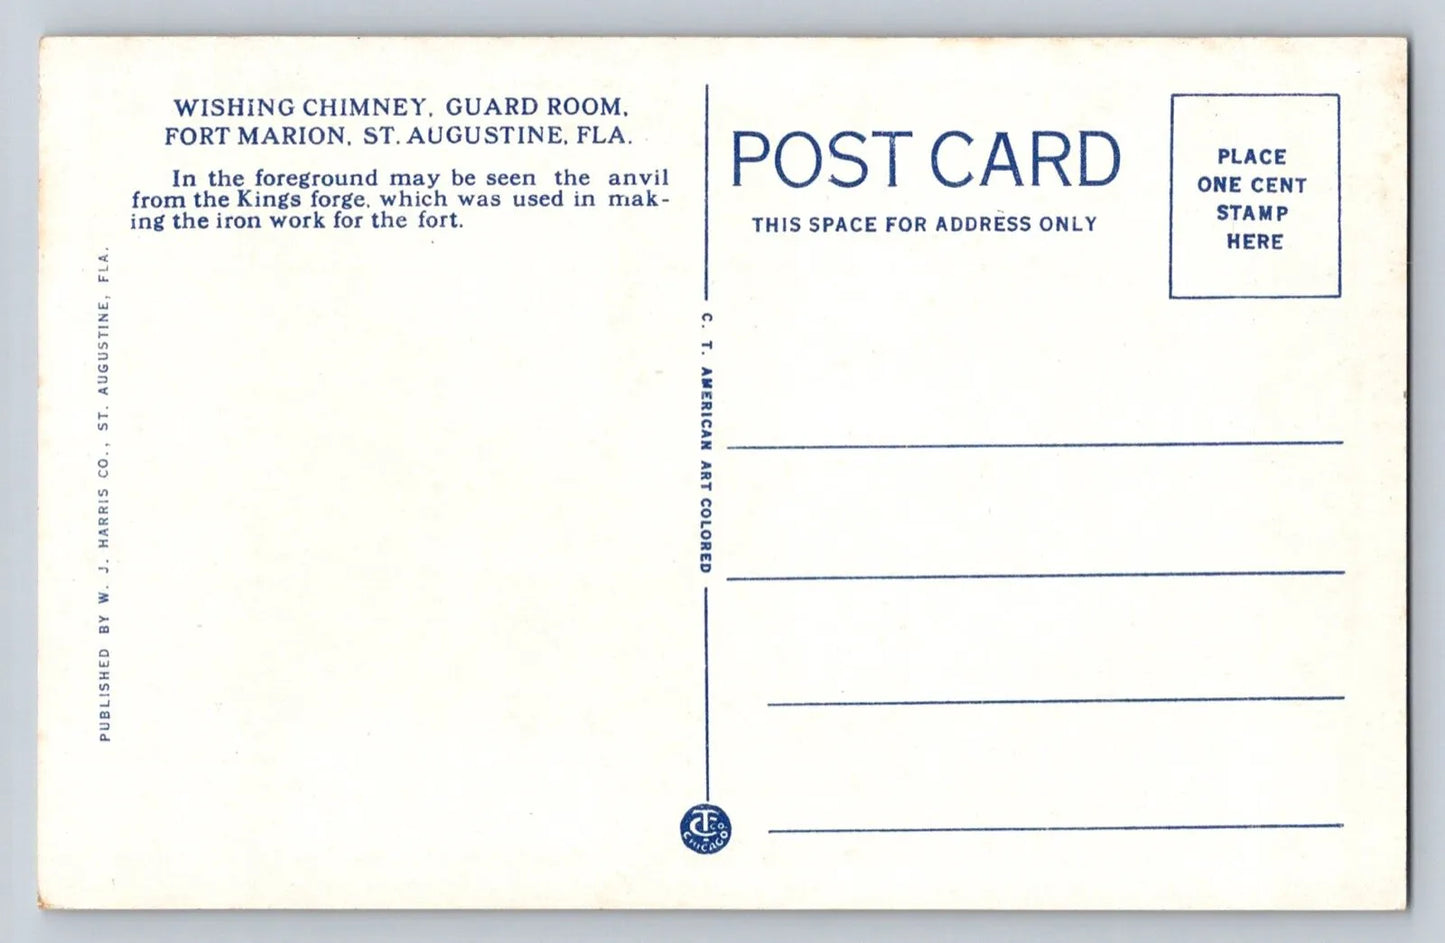 WISHING CHIMNEY, GUARD ROOM,
FORT MARION, ST. AUGUSTINE, FLA.
In the foreground may be seen the anvil
from the Kings forge, which was used in mak-
ing the iron work for the fort.
PUBLISHED BY W. J. HARRIS CO., ST. AUGUSTINE, FLA.
C. T. AMERICAN ART COLORED
CT CO.
CHICAGO
POST CARD
THIS SPACE FOR ADDRESS ONLY
PLACE
ONE CENT
STAMP
HERE